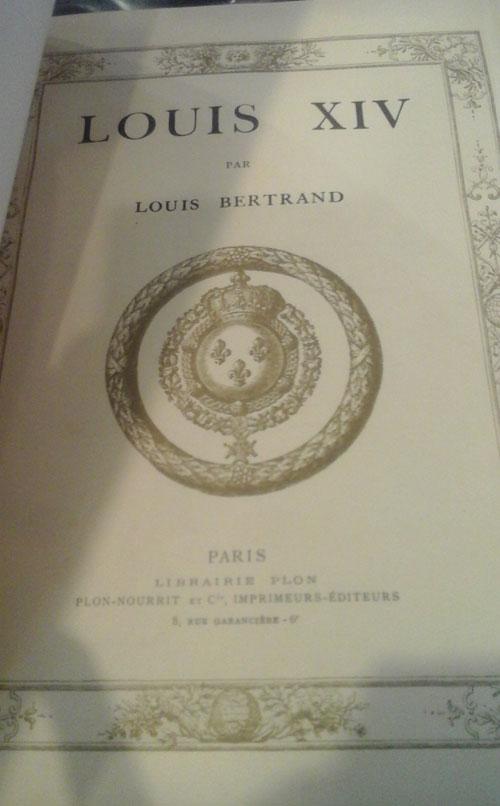 LOUIS XIV
PAR
LOUIS BERTRAND
PARIS
LIBRAIRIE PLON
PLON-NOURRIT ET Cie, IMPRIMEURS-ÉDITEURS
8, RUE GARANCIÈRE - 6e